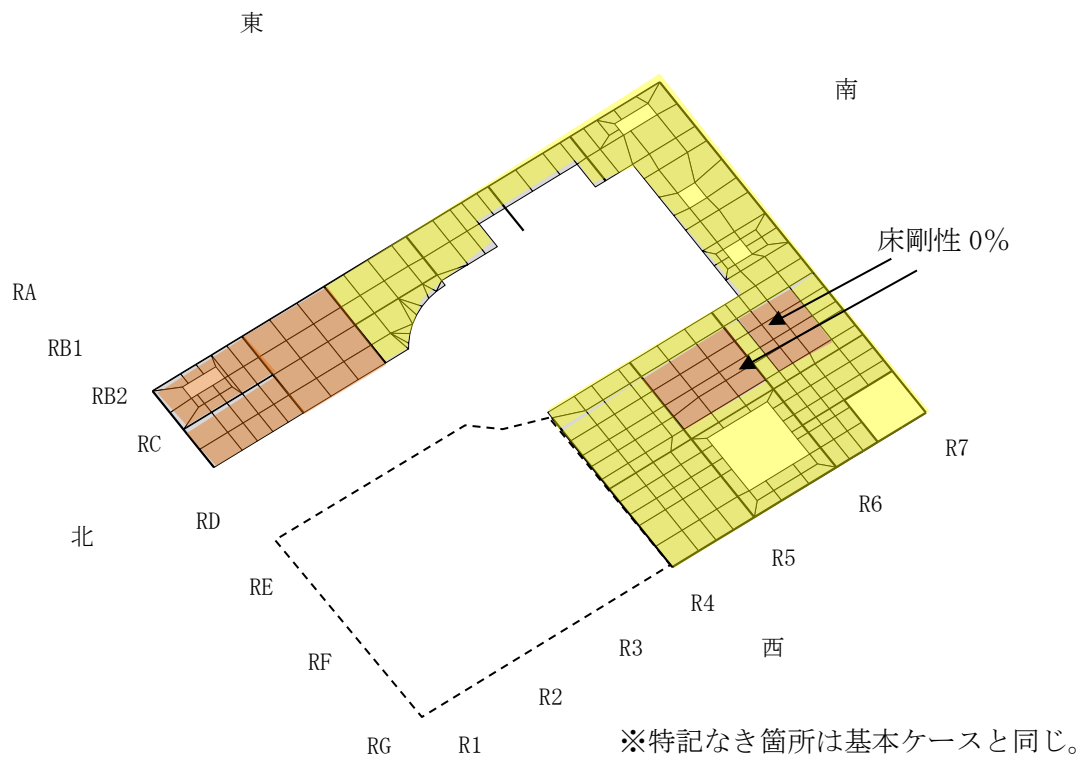 東
南
床剛性 0%
RA
RB1
RB2
RC
RD
北
RE
RF
RG
R1
R2
R3
R4
R5
R6
R7
西
※特記なき箇所は基本ケースと同じ。